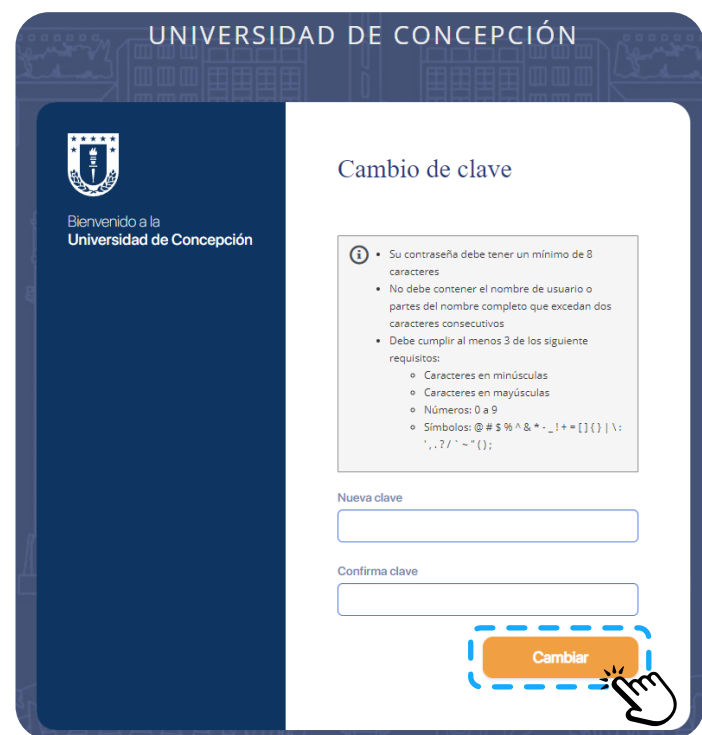 UNIVERSIDAD DE CONCEPCIÓN
Bienvenido a la
Universidad de Concepción
Cambio de clave
• Su contraseña debe tener un mínimo de 8
caracteres
• No debe contener el nombre de usuario o
partes del nombre completo que excedan dos
caracteres consecutivos
• Debe cumplir al menos 3 de los siguiente
requisitos:
◦ Caracteres en minúsculas
◦ Caracteres en mayúsculas
◦ Números: 0 a 9
◦ Símbolos: @ # $ % ^ & * - _ ! + = [ ] { } | \ :
' , . ? / ` ~ " ( ) ;
Nueva clave
Confirma clave
Cambiar